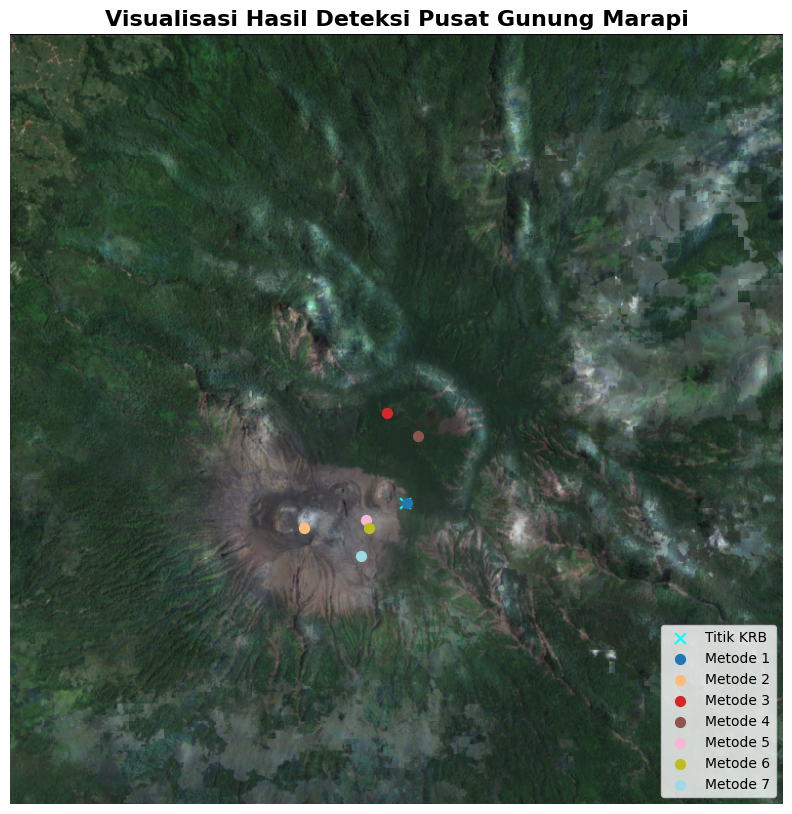 Visualisasi Hasil Deteksi Pusat Gunung Marapi
Titik KRB
Metode 1
Metode 2
Metode 3
Metode 4
Metode 5
Metode 6
Metode 7